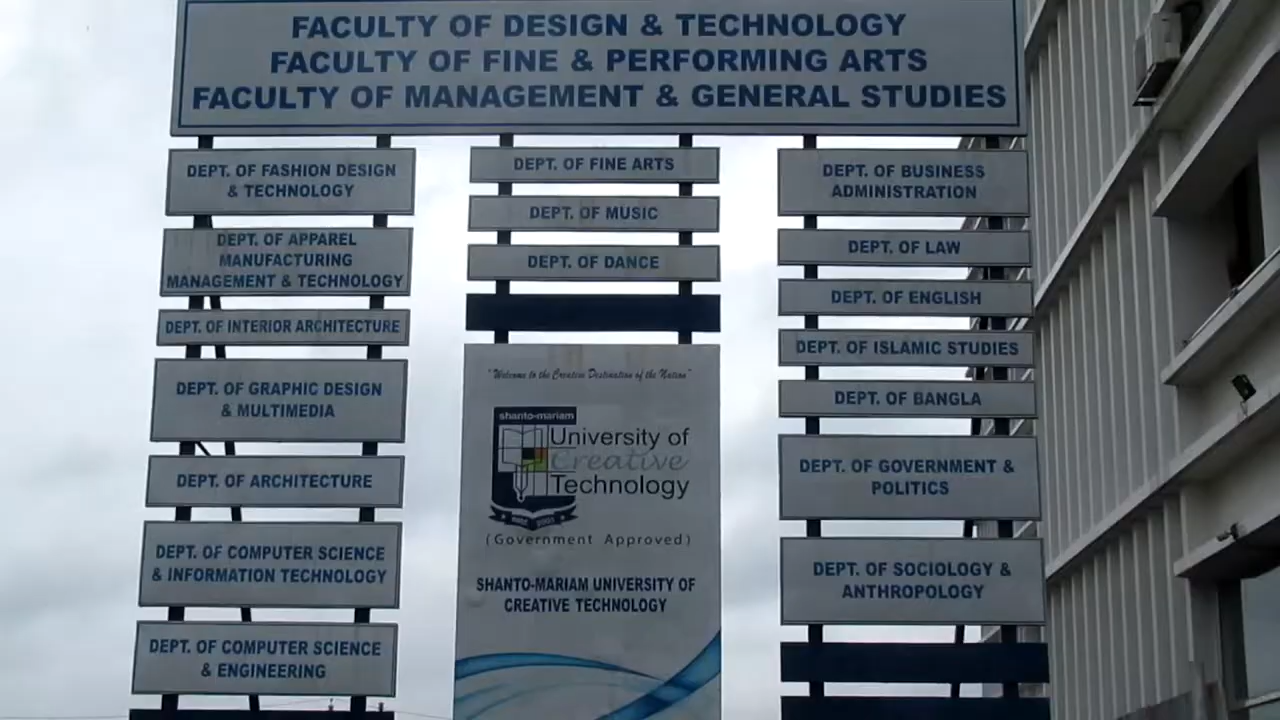 FACULTY OF DESIGN & TECHNOLOGY
FACULTY OF FINE & PERFORMING ARTS
FACULTY OF MANAGEMENT & GENERAL STUDIES
DEPT. OF FASHION DESIGN
& TECHNOLOGY
DEPT. OF APPAREL
MANUFACTURING
MANAGEMENT & TECHNOLOGY
DEPT. OF INTERIOR ARCHITECTURE
DEPT. OF GRAPHIC DESIGN
& MULTIMEDIA
DEPT. OF ARCHITECTURE
DEPT. OF COMPUTER SCIENCE
& INFORMATION TECHNOLOGY
DEPT. OF COMPUTER SCIENCE
& ENGINEERING
DEPT. OF FINE ARTS
DEPT. OF MUSIC
DEPT. OF DANCE
"Welcome to the Creative Destination of the Nation"
shanto-mariam
University of
Creative
Technology
(Government Approved)
SHANTO-MARIAM UNIVERSITY OF
CREATIVE TECHNOLOGY
DEPT. OF BUSINESS
ADMINISTRATION
DEPT. OF LAW
DEPT. OF ENGLISH
DEPT. OF ISLAMIC STUDIES
DEPT. OF BANGLA
DEPT. OF GOVERNMENT &
POLITICS
DEPT. OF SOCIOLOGY &
ANTHROPOLOGY